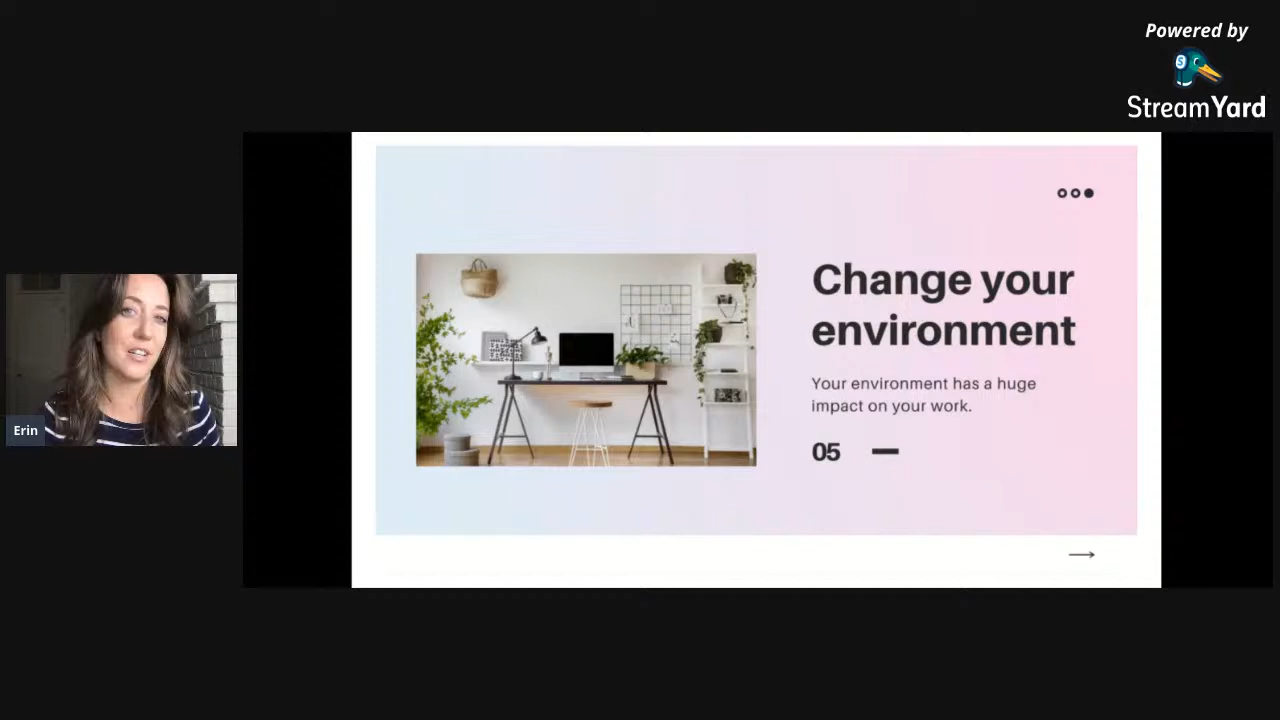 Powered by
StreamYard
Change your
environment
Your environment has a huge
impact on your work.
05
Erin